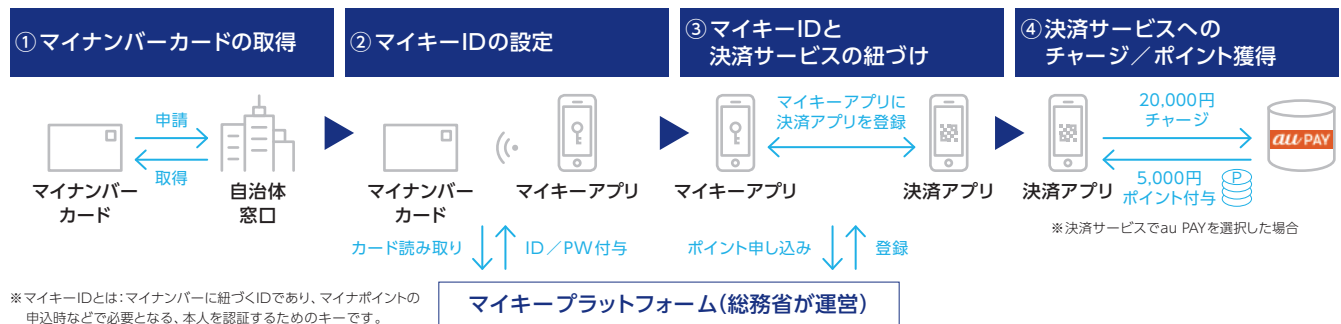 ①マイナンバーカードの取得
②マイキーIDの設定
③マイキーIDと
決済サービスの紐づけ
④決済サービスへの
チャージ／ポイント獲得
申請
取得
マイナンバー
カード
自治体
窓口
マイナンバー
カード
マイキーアプリ
カード読み取り
ID／PW付与
マイキーアプリに
決済アプリを登録
マイキーアプリ
決済アプリ
ポイント申し込み
登録
20,000円
チャージ
au PAY
決済アプリ
5,000円
ポイント付与
P
※決済サービスでau PAYを選択した場合
マイキープラットフォーム(総務省が運営)
※マイキーIDとは：マイナンバーに紐づくIDであり、マイナポイントの
申込時などで必要となる、本人を認証するためのキーです。